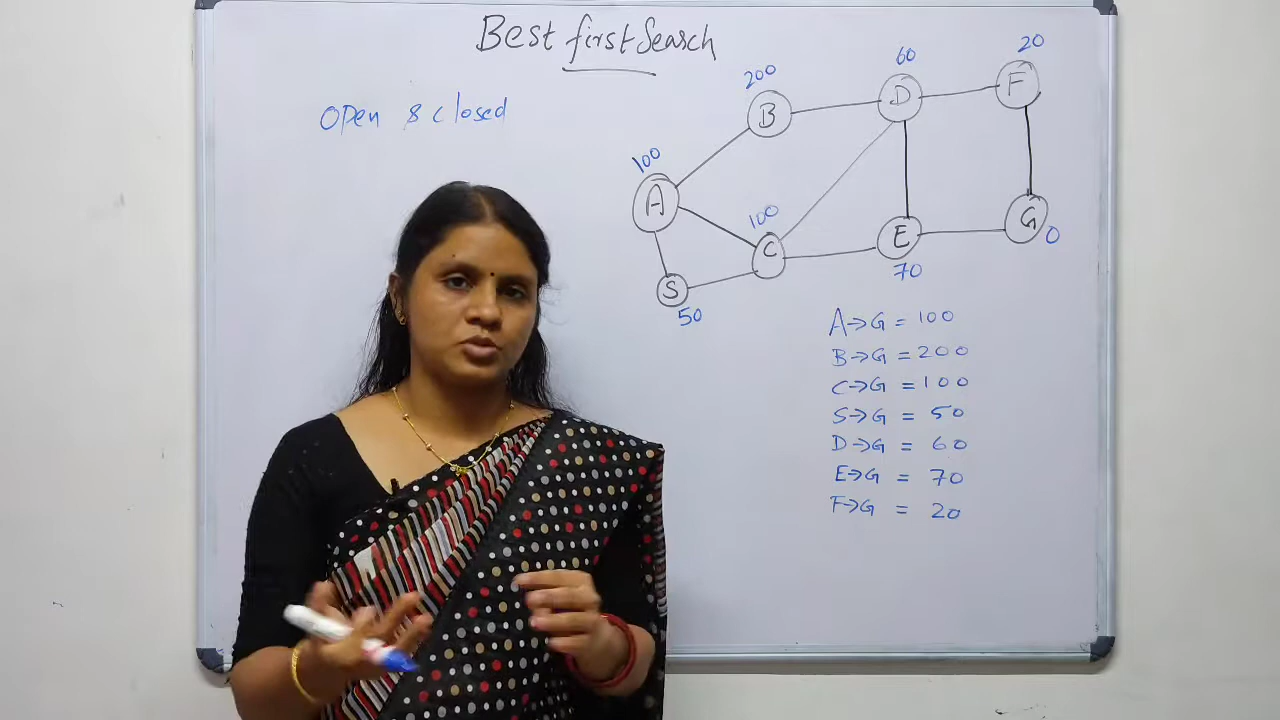 Best first Search
Open & closed
200
B
60
D
20
F
100
A
100
C
S
50
E
70
G
0
A→G = 100
B→G = 200
C→G = 100
S→G = 50
D→G = 60
E→G = 70
F→G = 20